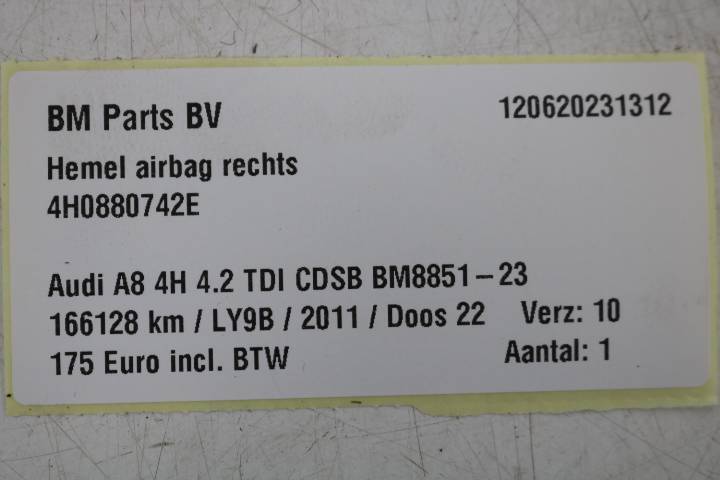 BM Parts BV 120620231312
Hemel airbag rechts
4H0880742E
Audi A8 4H 4.2 TDI CDSB BM8851-23
166128 km / LY9B / 2011 / Doos 22 Verz: 10
175 Euro incl. BTW Aantal: 1